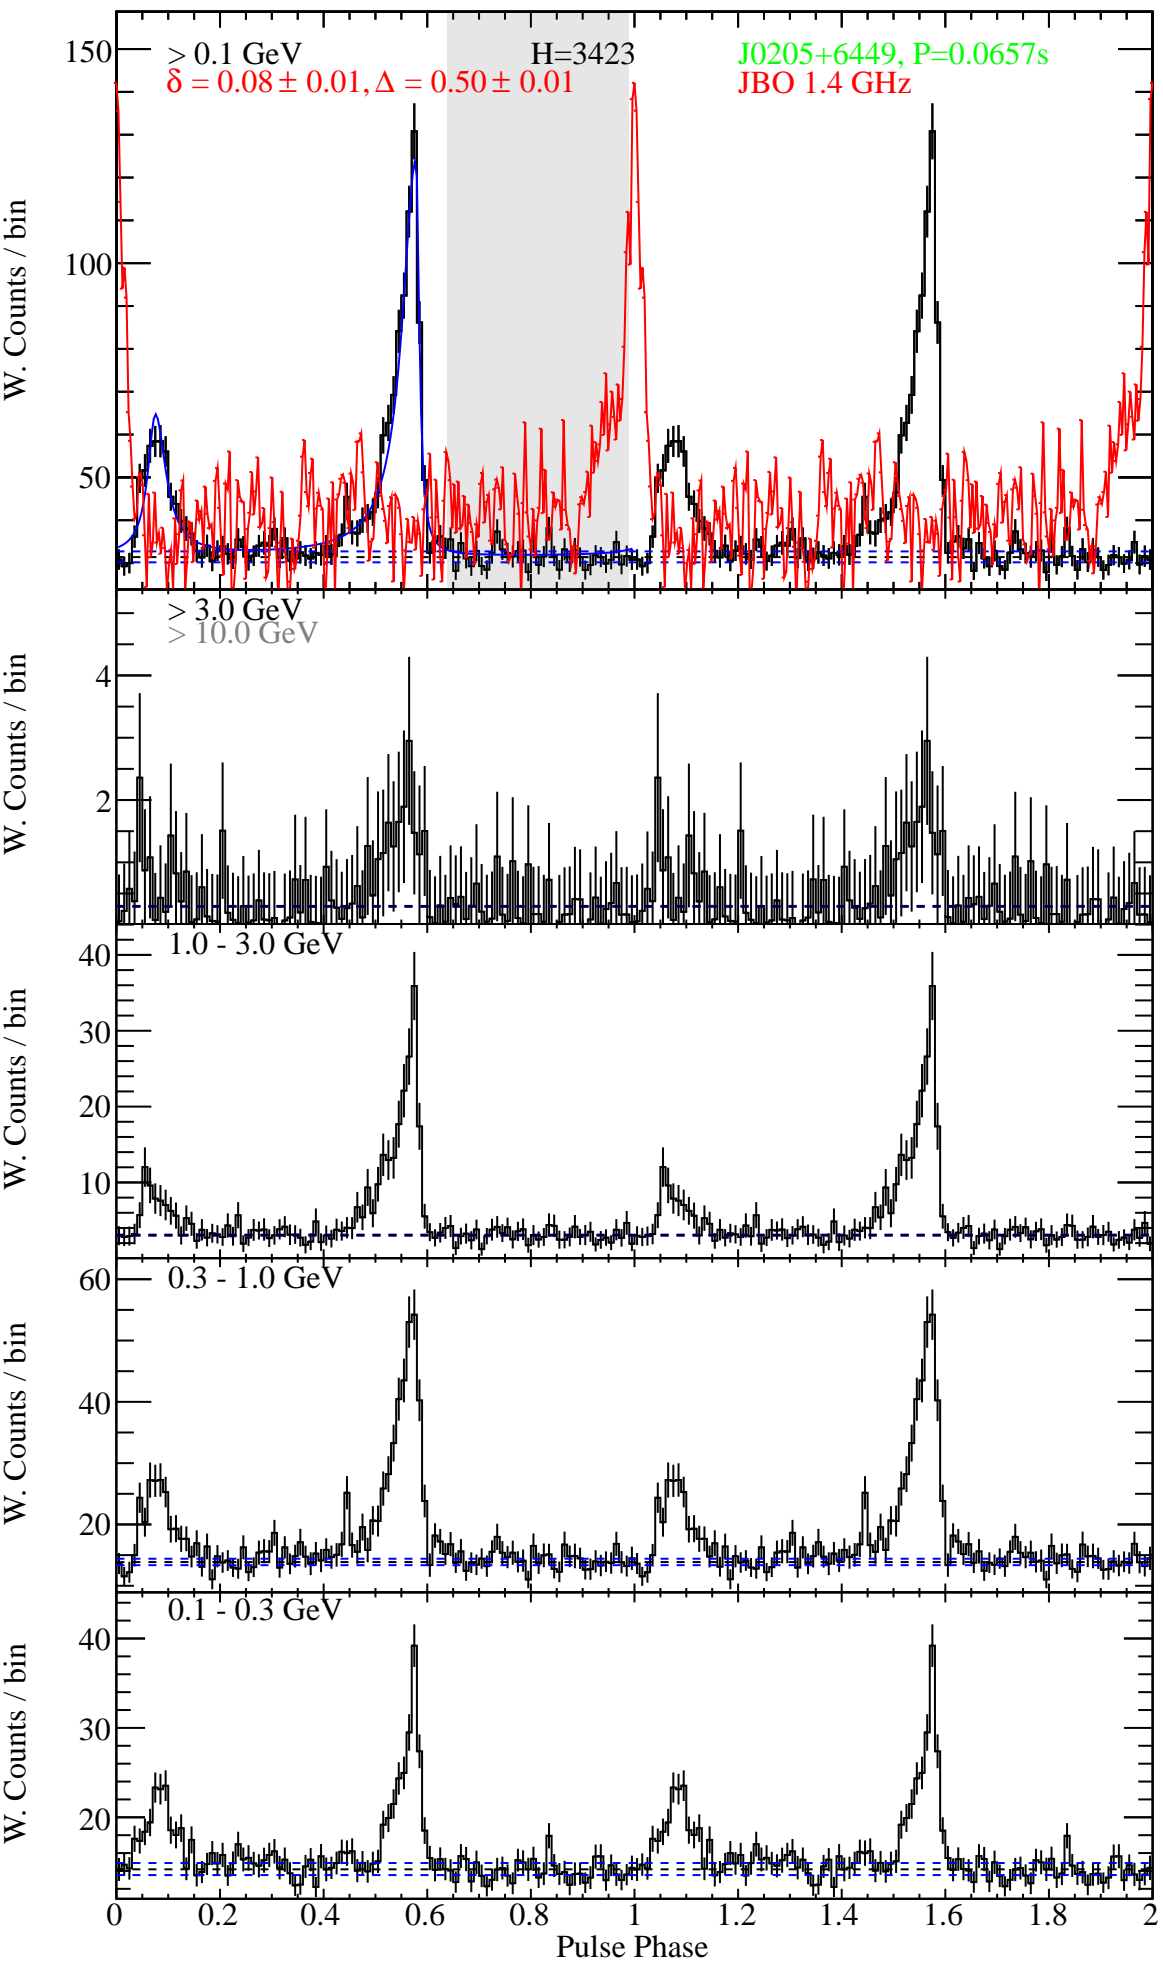 > 0.1 GeV H=3423 J0205+6449, P=0.0657s
δ = 0.08 ± 0.01, Δ = 0.50 ± 0.01 JBO 1.4 GHz
150
100
50
W. Counts / bin
> 3.0 GeV
> 10.0 GeV
4
2
W. Counts / bin
1.0 - 3.0 GeV
40
30
20
10
W. Counts / bin
0.3 - 1.0 GeV
60
40
20
W. Counts / bin
0.1 - 0.3 GeV
40
30
20
W. Counts / bin
0 0.2 0.4 0.6 0.8 1 1.2 1.4 1.6 1.8 2
Pulse Phase